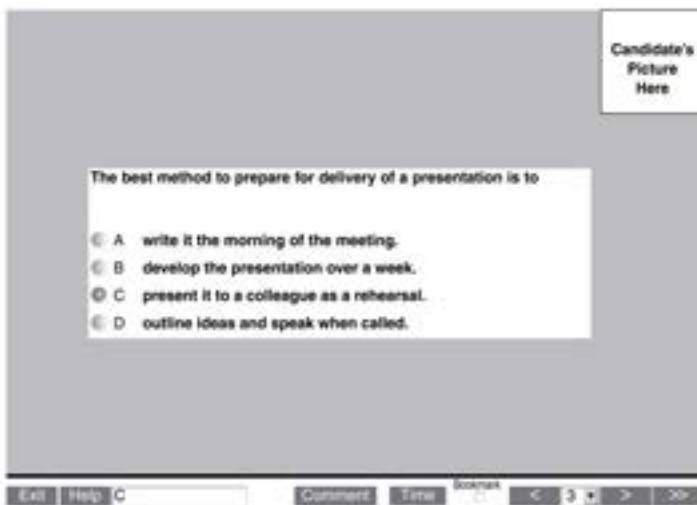 Candidate's
Picture
Here
The best method to prepare for delivery of a presentation is to
A write it the morning of the meeting.
B develop the presentation over a week.
C present it to a colleague as a rehearsal.
D outline ideas and speak when called.
Bookmark
Exit Help C Comment Time < 3 > >>